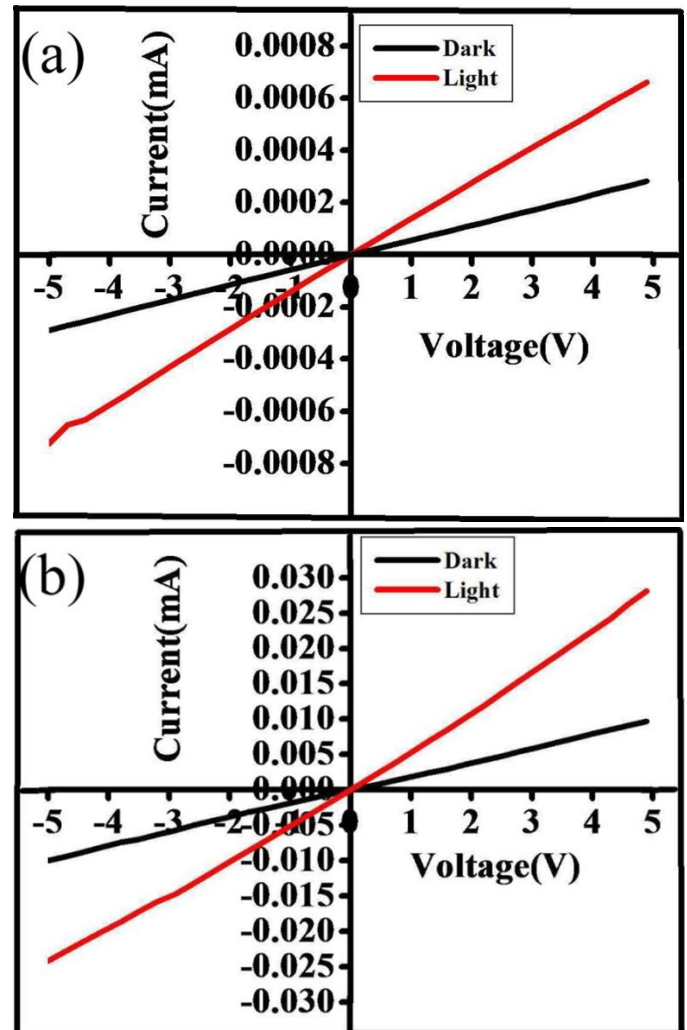 (a)
Current(mA)
0.0008
0.0006
0.0004
0.0002
0.0000
-0.0002
-0.0004
-0.0006
-0.0008
Dark
Light
-5 -4 -3 -2 -1 0 1 2 3 4 5
Voltage(V)
(b)
Current(mA)
0.030
0.025
0.020
0.015
0.010
0.005
0.000
-0.005
-0.010
-0.015
-0.020
-0.025
-0.030
Dark
Light
-5 -4 -3 -2 -1 0 1 2 3 4 5
Voltage(V)